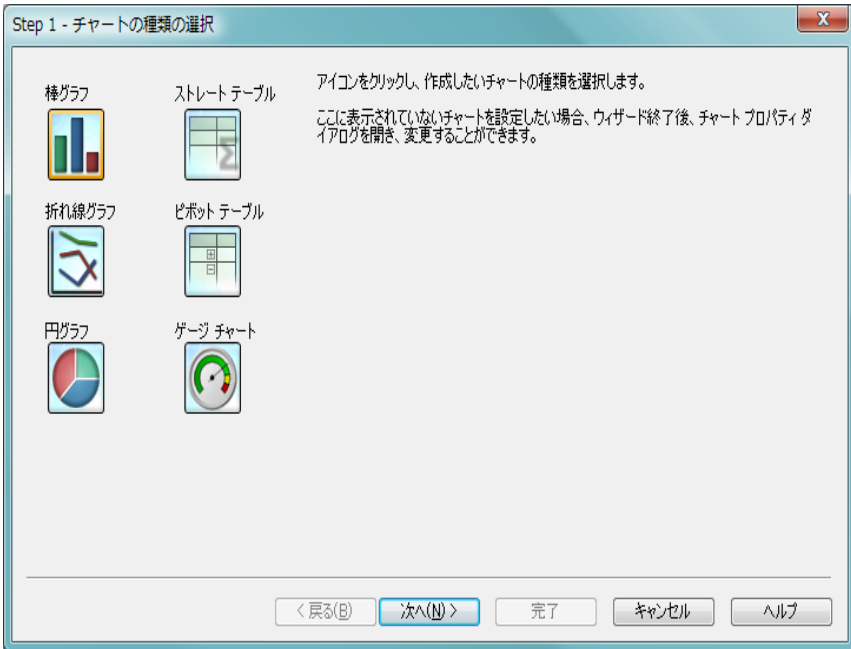 Step 1 - チャートの種類の選択
棒グラフ
ストレート テーブル
アイコンをクリックし、作成したいチャートの種類を選択します。
ここに表示されていないチャートを設定したい場合、ウィザード終了後、チャート プロパティ ダ
イアログを開き、変更することができます。
折れ線グラフ
ピボット テーブル
円グラフ
ゲージ チャート
< 戻る(B)
次へ(N) >
完了
キャンセル
ヘルプ